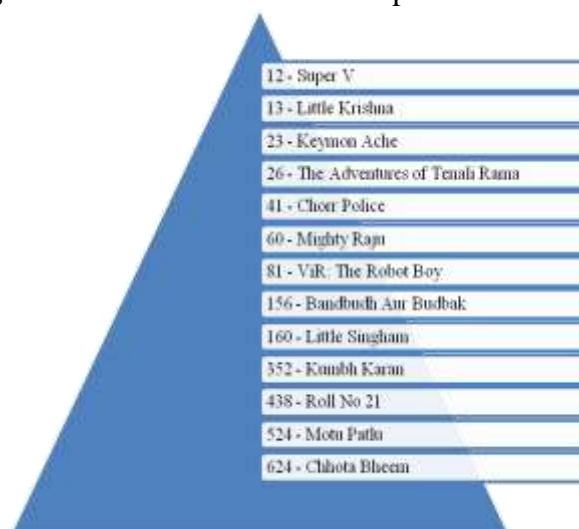 12 - Super V
13 - Little Krishna
23 - Keymon Ache
26 - The Adventures of Tenali Rama
41 - Chorr Police
60 - Mighty Raju
81 - ViR: The Robot Boy
156 - Bandbudh Aur Budbak
160 - Little Singham
352 - Kumbh Karan
438 - Roll No 21
524 - Motu Patlu
624 - Chhota Bheem